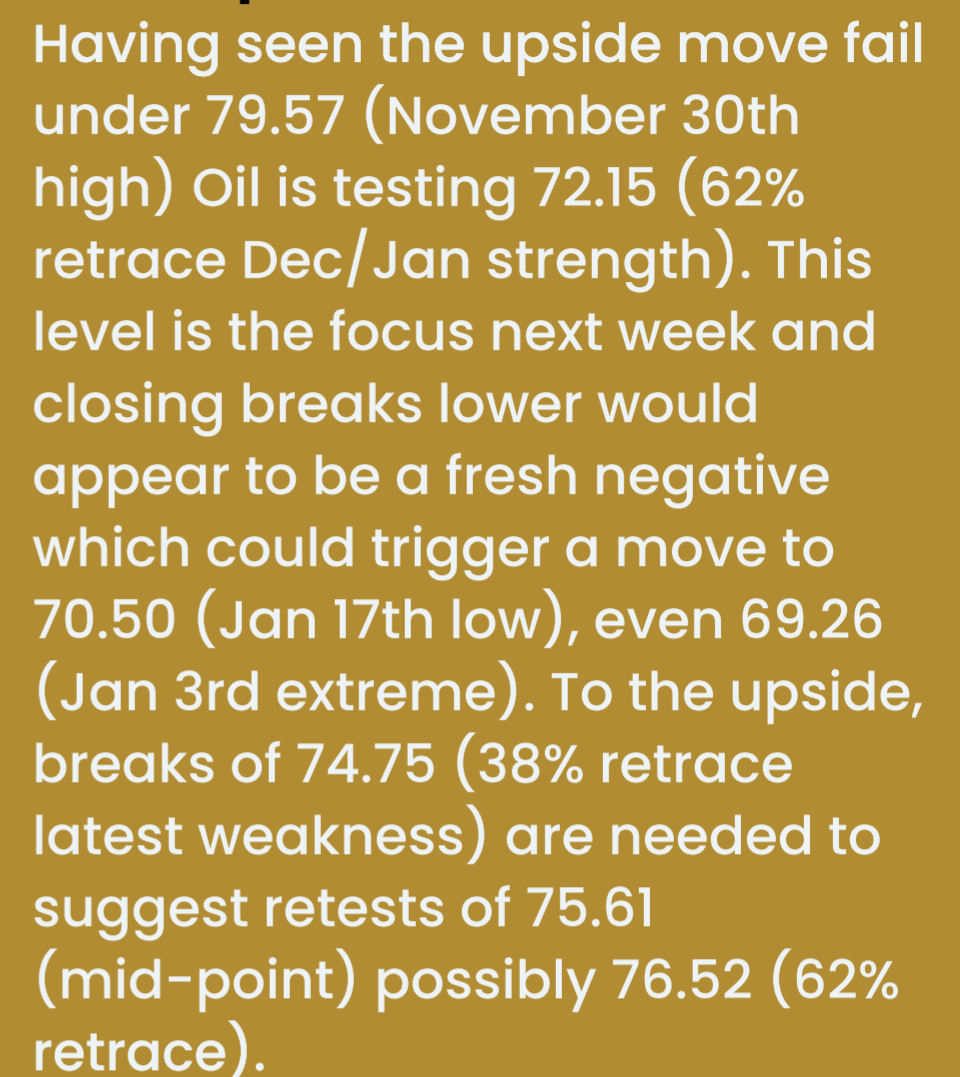 Having seen the upside move fail
under 79.57 (November 30th
high) Oil is testing 72.15 (62%
retrace Dec/Jan strength). This
level is the focus next week and
closing breaks lower would
appear to be a fresh negative
which could trigger a move to
70.50 (Jan 17th low), even 69.26
(Jan 3rd extreme). To the upside,
breaks of 74.75 (38% retrace
latest weakness) are needed to
suggest retests of 75.61
(mid-point) possibly 76.52 (62%
retrace).